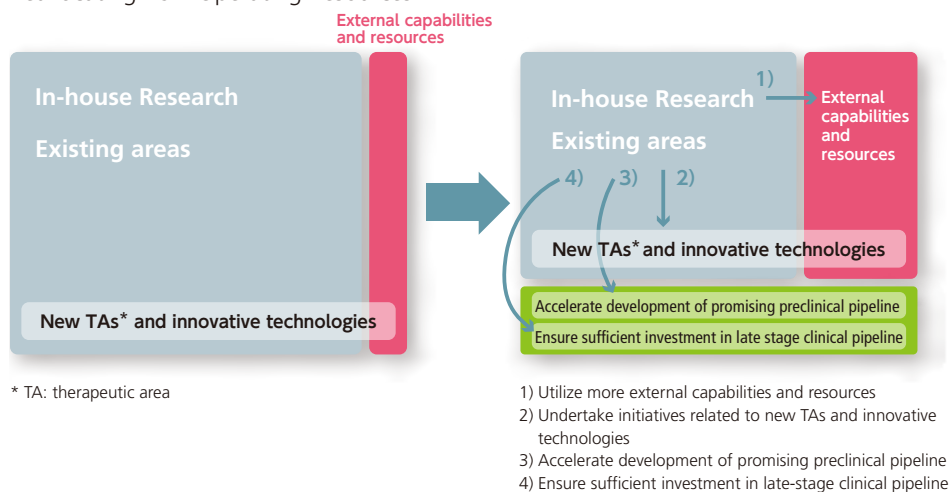 External capabilities
and resources
In-house Research
Existing areas
New TAs* and innovative technologies
* TA: therapeutic area
In-house Research
Existing areas
1)
External
capabilities
and
resources
4)
3)
2)
New TAs* and innovative technologies
Accelerate development of promising preclinical pipeline
Ensure sufficient investment in late stage clinical pipeline
1) Utilize more external capabilities and resources
2) Undertake initiatives related to new TAs and innovative
technologies
3) Accelerate development of promising preclinical pipeline
4) Ensure sufficient investment in late-stage clinical pipeline